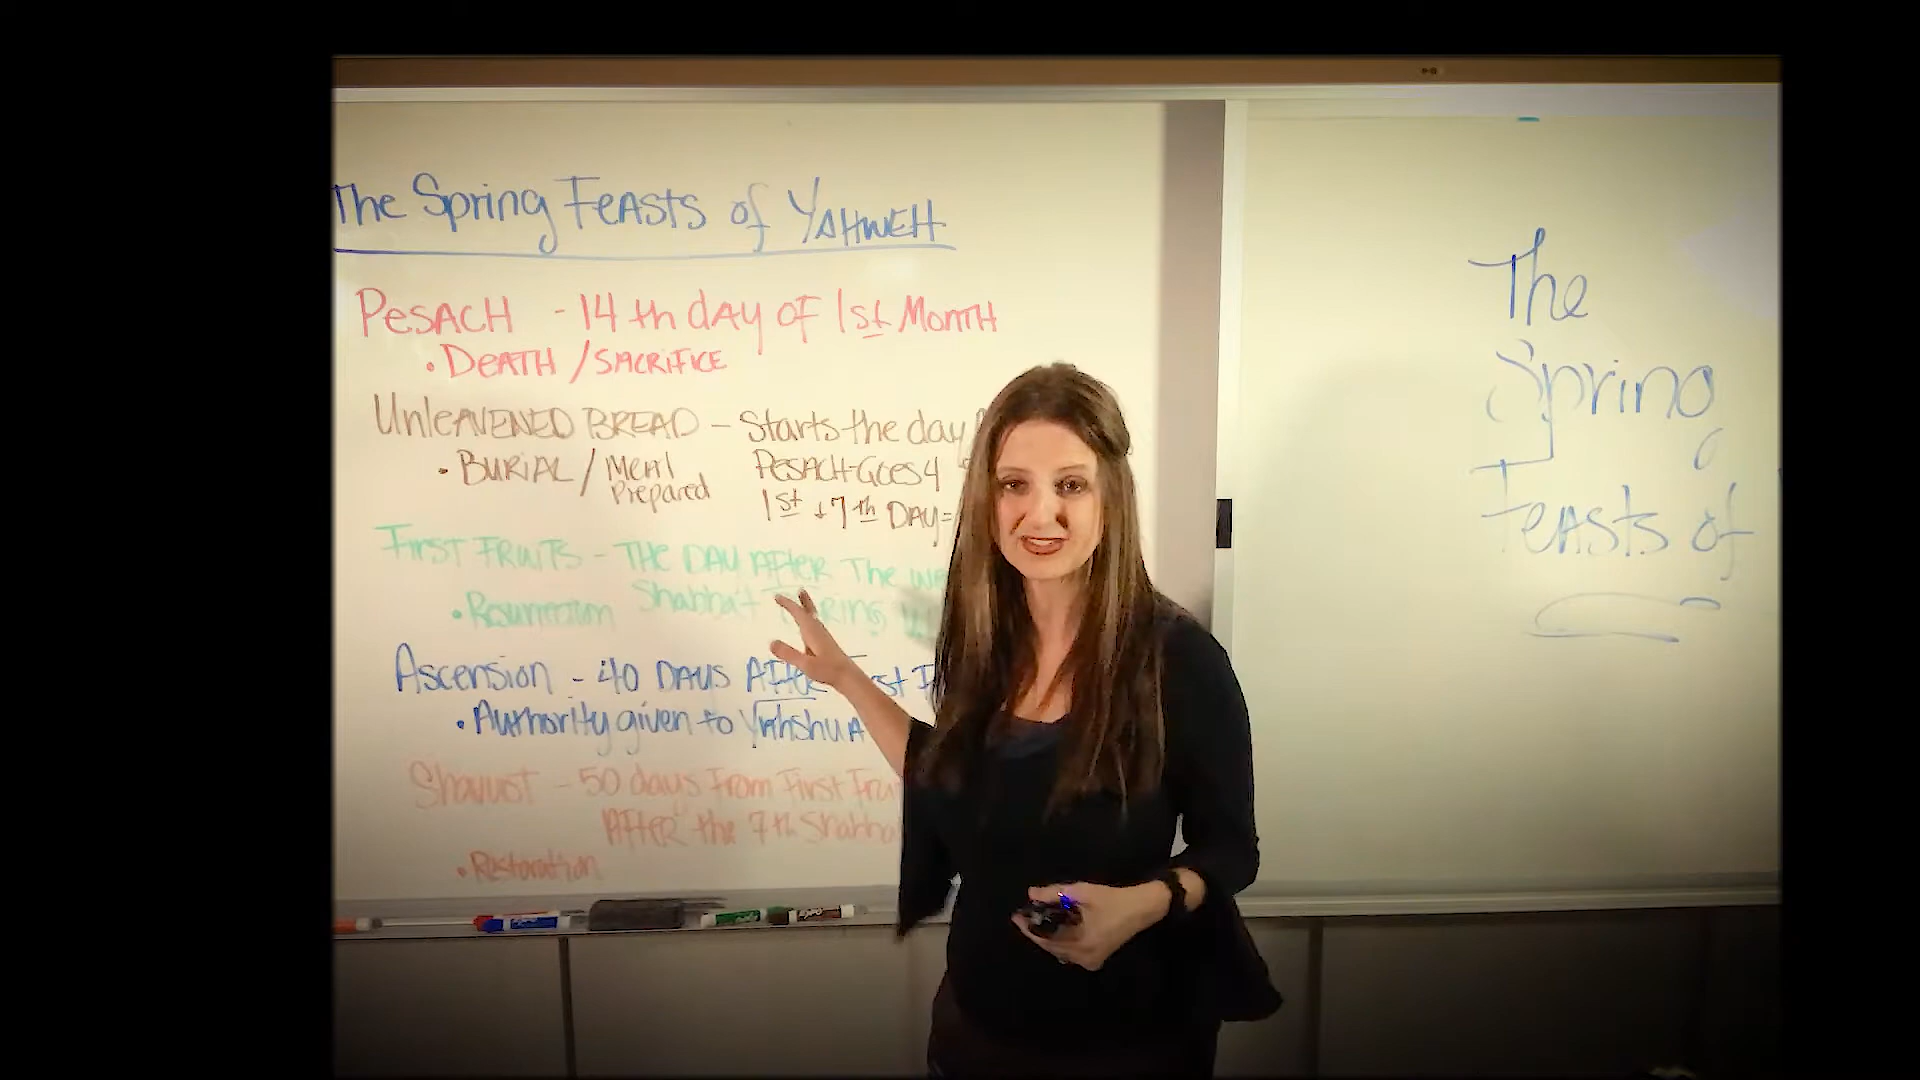 The Spring Feasts of YAHWEH
PESACH - 14th day of 1st Month
• DEATH / SACRIFICE
UNLEAVENED BREAD - Starts the day
• BURIAL / Meal Prepared
PESACH-Goes 4
1st + 7th DAY=
First FRUITS - THE DAY AFTER The
• Resurrection
Shabbat
Ascension - 40 DAYS AFTER
• Authority given to Yahshua
Shavuot - 50 days From First
AFTER the 7th
• Restoration
The
Spring
Feasts of